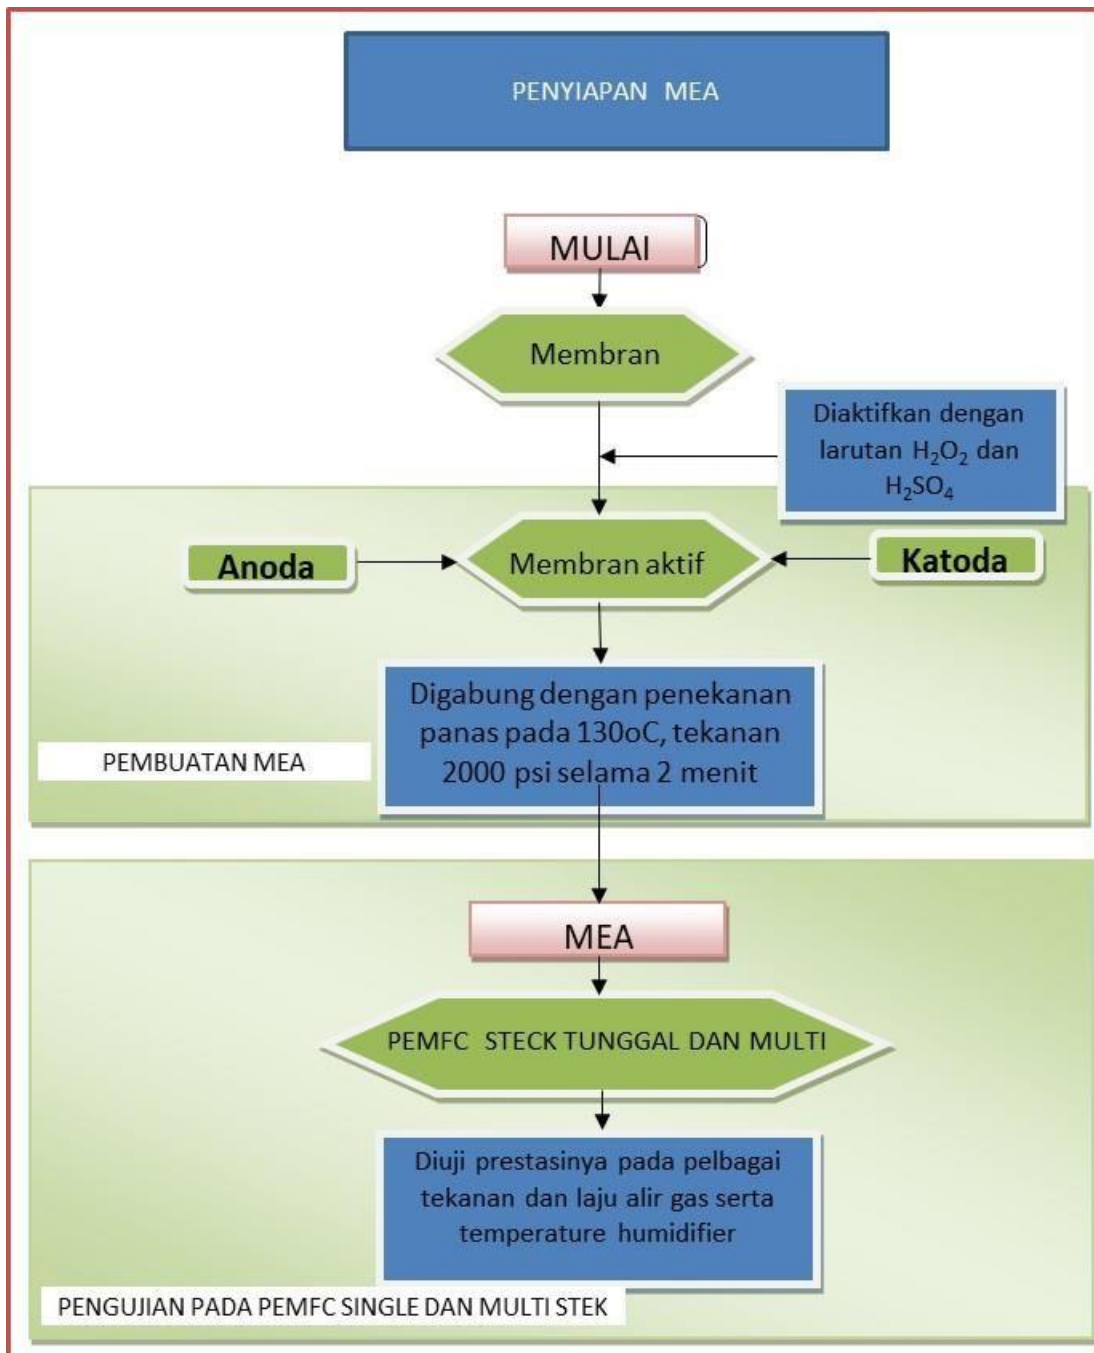 PENYIAPAN MEA
MULAI
Membran
Diaktifkan dengan
larutan H₂O₂ dan
H₂SO₄
Anoda
Membran aktif
Katoda
Digabung dengan penekanan
panas pada 130oC, tekanan
2000 psi selama 2 menit
PEMBUATAN MEA
MEA
PEMFC STECK TUNGGAL DAN MULTI
Diuji prestasinya pada pelbagai
tekanan dan laju alir gas serta
temperature humidifier
PENGUJIAN PADA PEMFC SINGLE DAN MULTI STEK